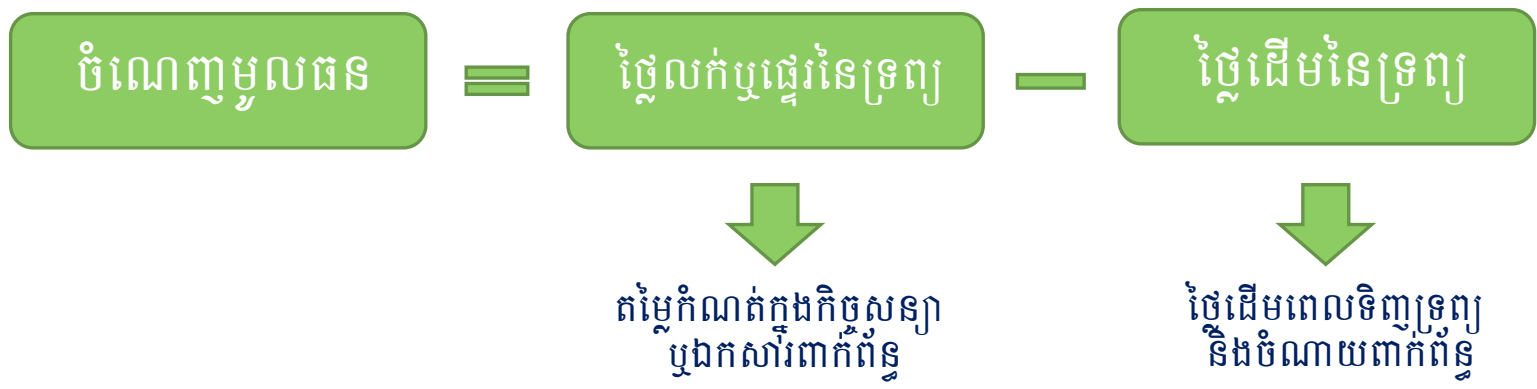 ចំណេញមូលធន
ថ្លៃលក់ឬផ្ទេរនៃទ្រព្យ
ថ្លៃដើមនៃទ្រព្យ
តម្លៃកំណត់ក្នុងកិច្ចសន្យា
ឬឯកសារពាក់ព័ន្ធ
ថ្លៃដើមពេលទិញទ្រព្យ
និងចំណាយពាក់ព័ន្ធ